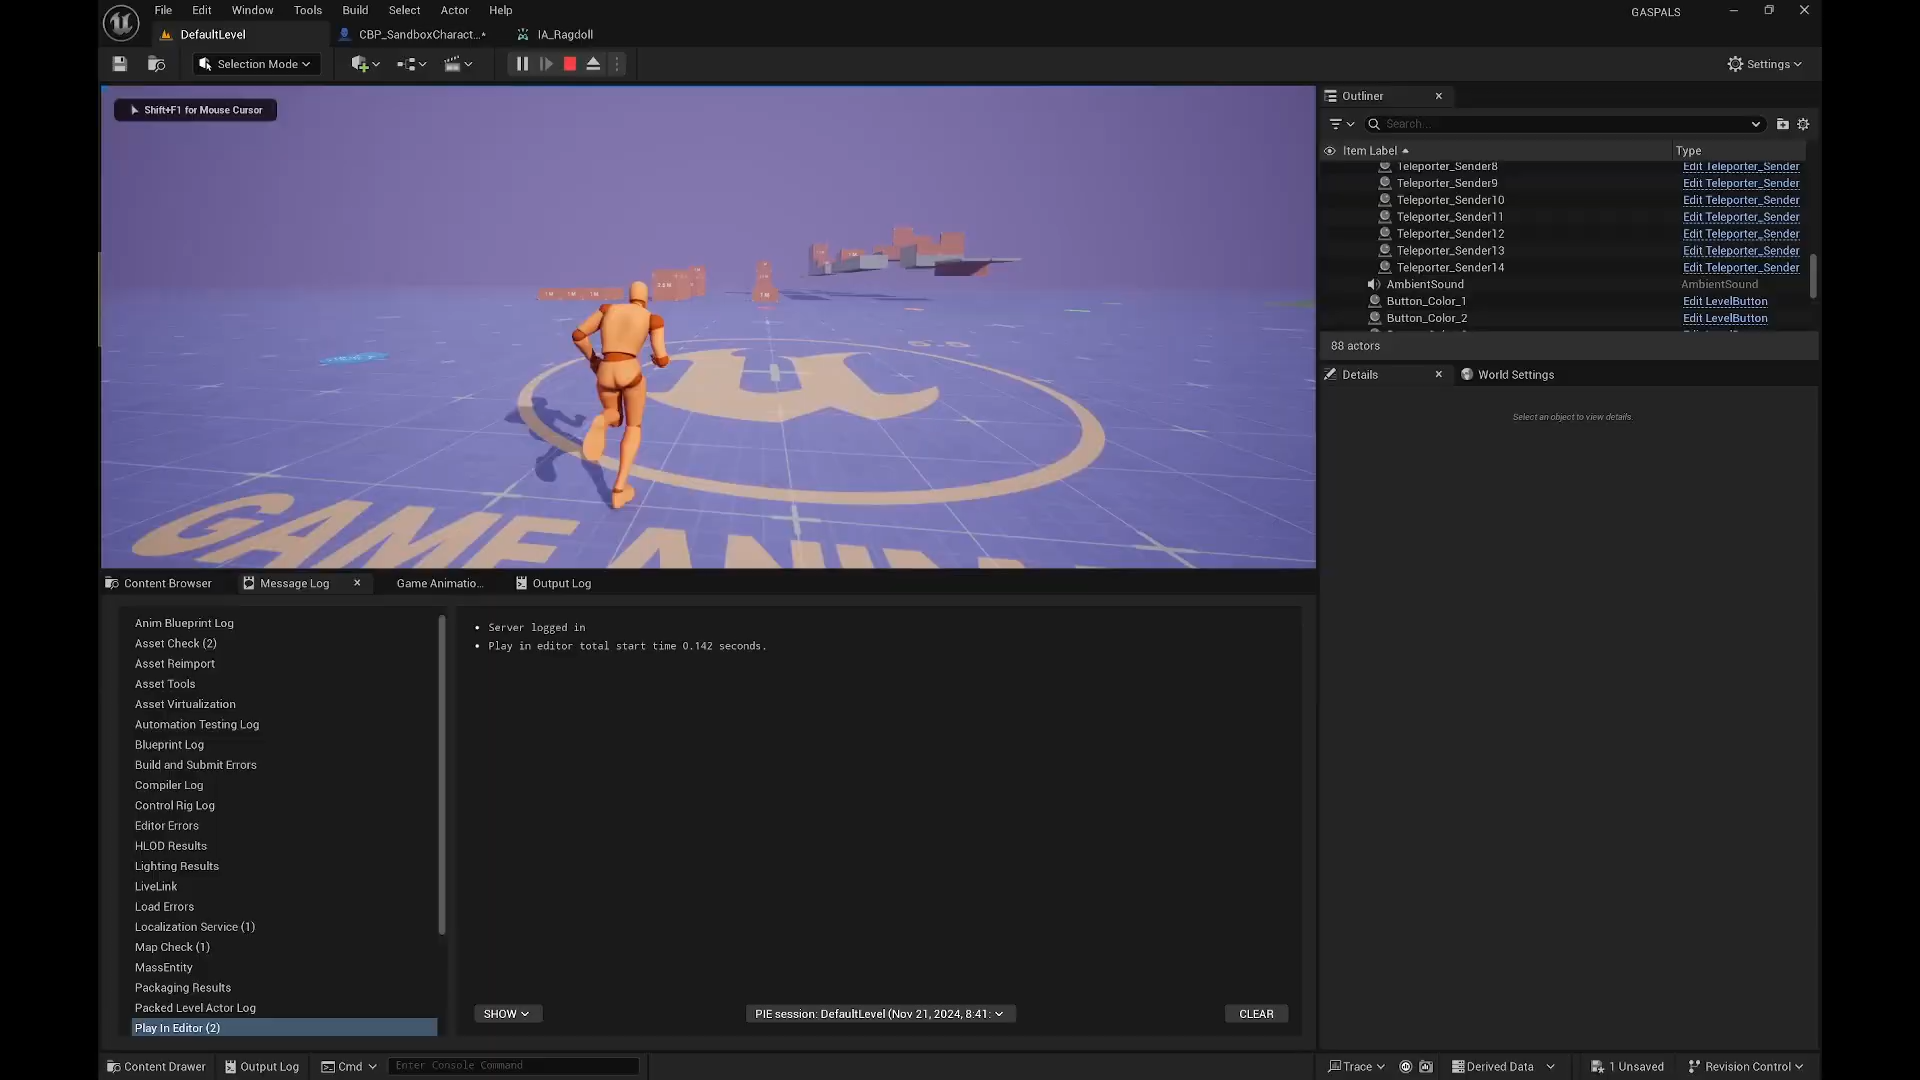 File Edit Window Tools Build Select Actor Help
GASPALS
DefaultLevel
CBP_SandboxCharact...*
IA_Ragdoll
Selection Mode
Settings
Shift+F1 for Mouse Cursor
1 M 1 M 1 M
1 M
GAME ANIM
Outliner
Search...
Item Label
Type
Teleporter_Sender8 Edit Teleporter_Sender
Teleporter_Sender9 Edit Teleporter_Sender
Teleporter_Sender10 Edit Teleporter_Sender
Teleporter_Sender11 Edit Teleporter_Sender
Teleporter_Sender12 Edit Teleporter_Sender
Teleporter_Sender13 Edit Teleporter_Sender
Teleporter_Sender14 Edit Teleporter_Sender
AmbientSound AmbientSound
Button_Color_1 Edit LevelButton
Button_Color_2 Edit LevelButton
88 actors
Details
World Settings
Select an object to view details.
Content Browser
Message Log
Game Animatio...
Output Log
Anim Blueprint Log
Asset Check (2)
Asset Reimport
Asset Tools
Asset Virtualization
Automation Testing Log
Blueprint Log
Build and Submit Errors
Compiler Log
Control Rig Log
Editor Errors
HLOD Results
Lighting Results
LiveLink
Load Errors
Localization Service (1)
Map Check (1)
MassEntity
Packaging Results
Packed Level Actor Log
Play In Editor (2)
• Server logged in
• Play in editor total start time 0.142 seconds.
SHOW
PIE session: DefaultLevel (Nov 21, 2024, 8:41:
CLEAR
Content Drawer
Output Log
Cmd
Enter Console Command
Trace
Derived Data
1 Unsaved
Revision Control